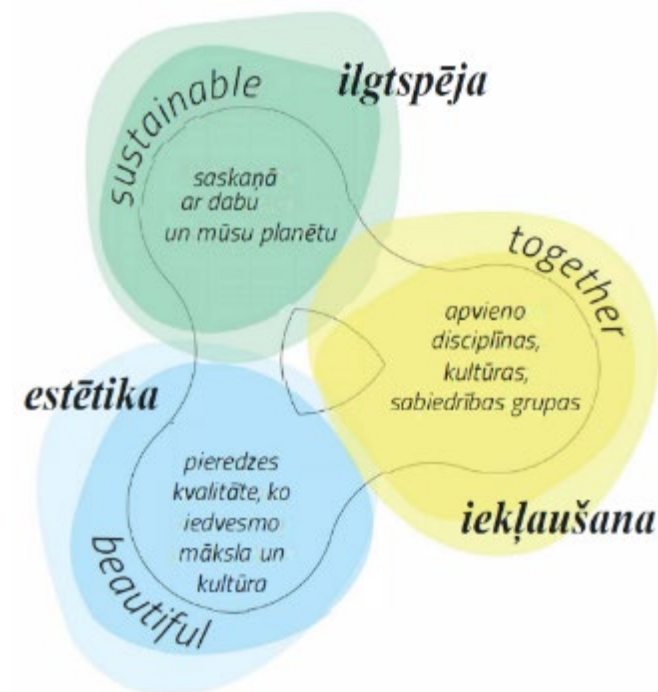 sustainable
ilgtspēja
saskaņā
ar dabu
un mūsu planētu
together
apvieno
disciplīnas,
kultūras,
sabiedrības grupas
iekļaušana
estētika
pieredzes
kvalitāte, ko
iedvesmo
māksla un
kultūra
beautiful